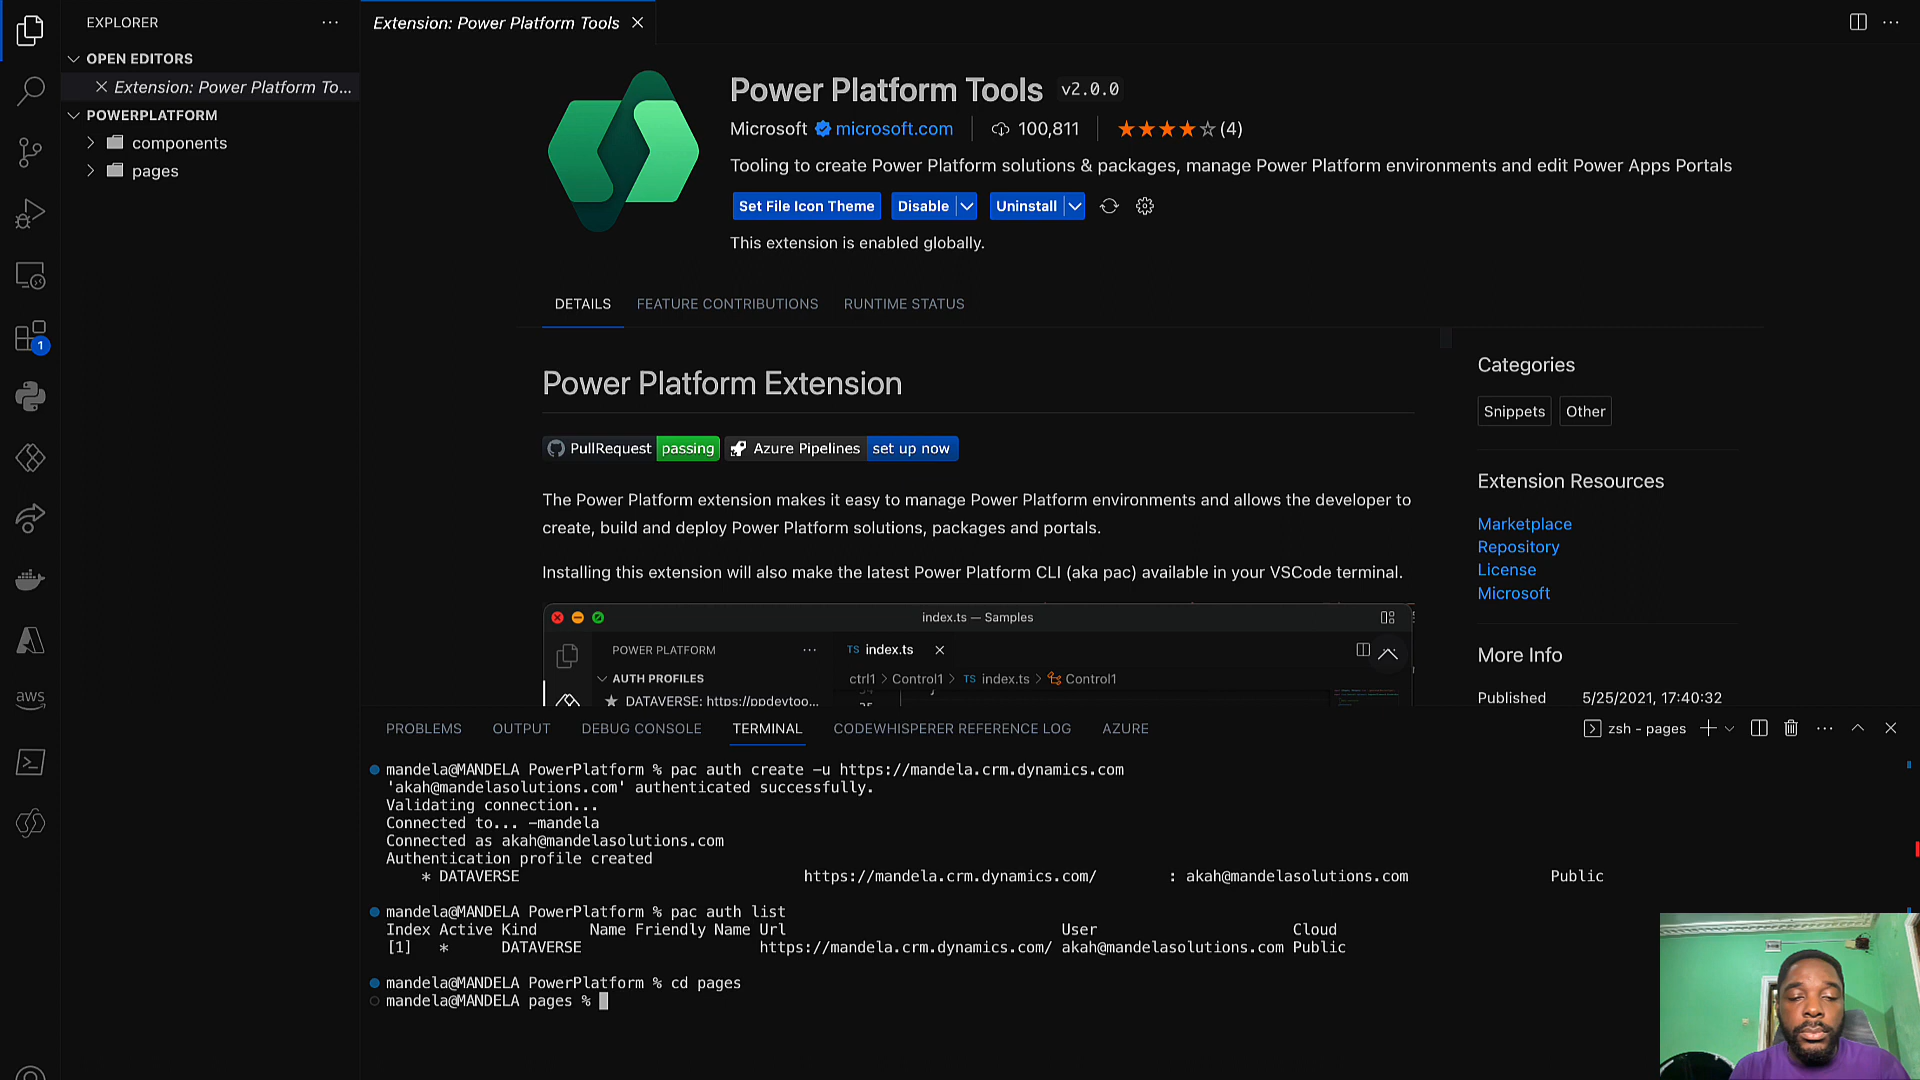 EXPLORER
OPEN EDITORS
Extension: Power Platform To...
POWERPLATFORM
components
pages
1
aws
Extension: Power Platform Tools
Power Platform Tools v2.0.0
Microsoft microsoft.com 100,811 (4)
Tooling to create Power Platform solutions & packages, manage Power Platform environments and edit Power Apps Portals
Set File Icon Theme Disable Uninstall
This extension is enabled globally.
DETAILS FEATURE CONTRIBUTIONS RUNTIME STATUS
Power Platform Extension
PullRequest passing Azure Pipelines set up now
The Power Platform extension makes it easy to manage Power Platform environments and allows the developer to
create, build and deploy Power Platform solutions, packages and portals.
Installing this extension will also make the latest Power Platform CLI (aka pac) available in your VSCode terminal.
index.ts — Samples
POWER PLATFORM
AUTH PROFILES
DATAVERSE: https://ppdevtoo...
TS index.ts
ctrl1 > Control1 > TS index.ts > Control1
Categories
Snippets Other
Extension Resources
Marketplace
Repository
License
Microsoft
More Info
Published 5/25/2021, 17:40:32
PROBLEMS OUTPUT DEBUG CONSOLE TERMINAL CODEWHISPERER REFERENCE LOG AZURE
zsh - pages
mandela@MANDELA PowerPlatform % pac auth create -u https://mandela.crm.dynamics.com
'akah@mandelasolutions.com' authenticated successfully.
Validating connection...
Connected to... -mandela
Connected as akah@mandelasolutions.com
Authentication profile created
* DATAVERSE https://mandela.crm.dynamics.com/ : akah@mandelasolutions.com Public
mandela@MANDELA PowerPlatform % pac auth list
Index Active Kind Name Friendly Name Url User Cloud
[1] * DATAVERSE https://mandela.crm.dynamics.com/ akah@mandelasolutions.com Public
mandela@MANDELA PowerPlatform % cd pages
mandela@MANDELA pages %